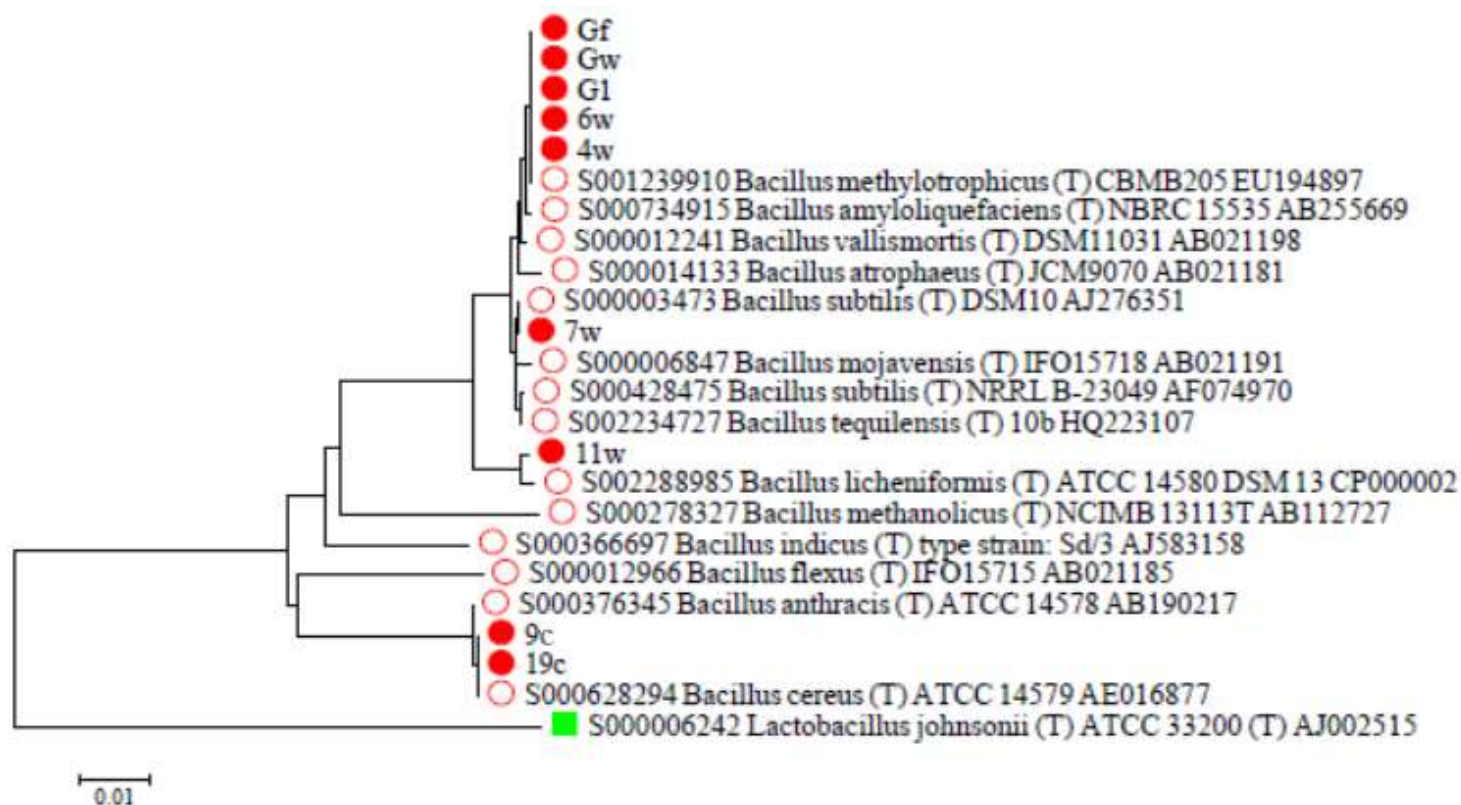 Gf
Gw
G1
6w
4w
S001239910 Bacillus methylotrophicus (T) CBMB205 EU194897
S000734915 Bacillus amyloliquefaciens (T) NBRC 15535 AB255669
S000012241 Bacillus vallismortis (T) DSM11031 AB021198
S000014133 Bacillus atrophaeus (T) JCM9070 AB021181
S000003473 Bacillus subtilis (T) DSM10 AJ276351
7w
S000006847 Bacillus mojavensis (T) IFO15718 AB021191
S000428475 Bacillus subtilis (T) NRRL B-23049 AF074970
S002234727 Bacillus tequilensis (T) 10b HQ223107
11w
S002288985 Bacillus licheniformis (T) ATCC 14580 DSM 13 CP000002
S000278327 Bacillus methanolicus (T) NCIMB 13113T AB112727
S000366697 Bacillus indicus (T) type strain: Sd/3 AJ583158
S000012966 Bacillus flexus (T) IFO15715 AB021185
S000376345 Bacillus anthracis (T) ATCC 14578 AB190217
9c
19c
S000628294 Bacillus cereus (T) ATCC 14579 AE016877
S000006242 Lactobacillus johnsonii (T) ATCC 33200 (T) AJ002515
0.01